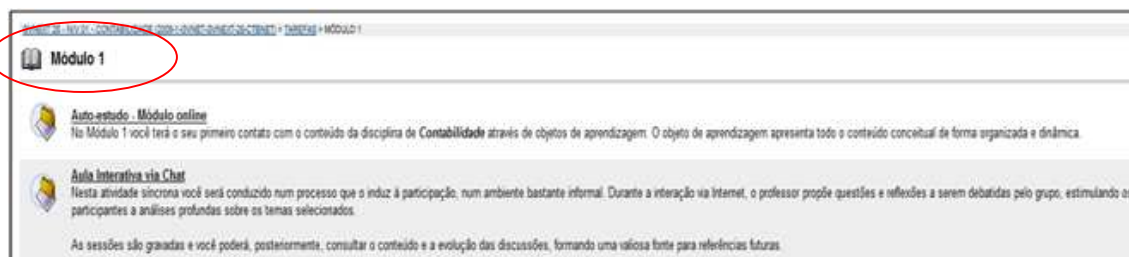 CONTABILIDADE > TAREFAS > MÓDULO 1
Módulo 1
Auto-estudo - Módulo online
No Módulo 1 você terá o seu primeiro contato com o conteúdo da disciplina de Contabilidade através de objetos de aprendizagem. O objeto de aprendizagem apresenta todo o conteúdo conceitual de forma organizada e dinâmica.
Aula Interativa via Chat
Nesta atividade síncrona você será conduzido num processo que o induz à participação, num ambiente bastante informal. Durante a interação via Internet, o professor propõe questões e reflexões a serem debatidas pelo grupo, estimulando os
participantes a análises profundas sobre os temas selecionados.
As sessões são gravadas e você poderá, posteriormente, consultar o conteúdo e a evolução das discussões, formando uma valiosa fonte para referências futuras.